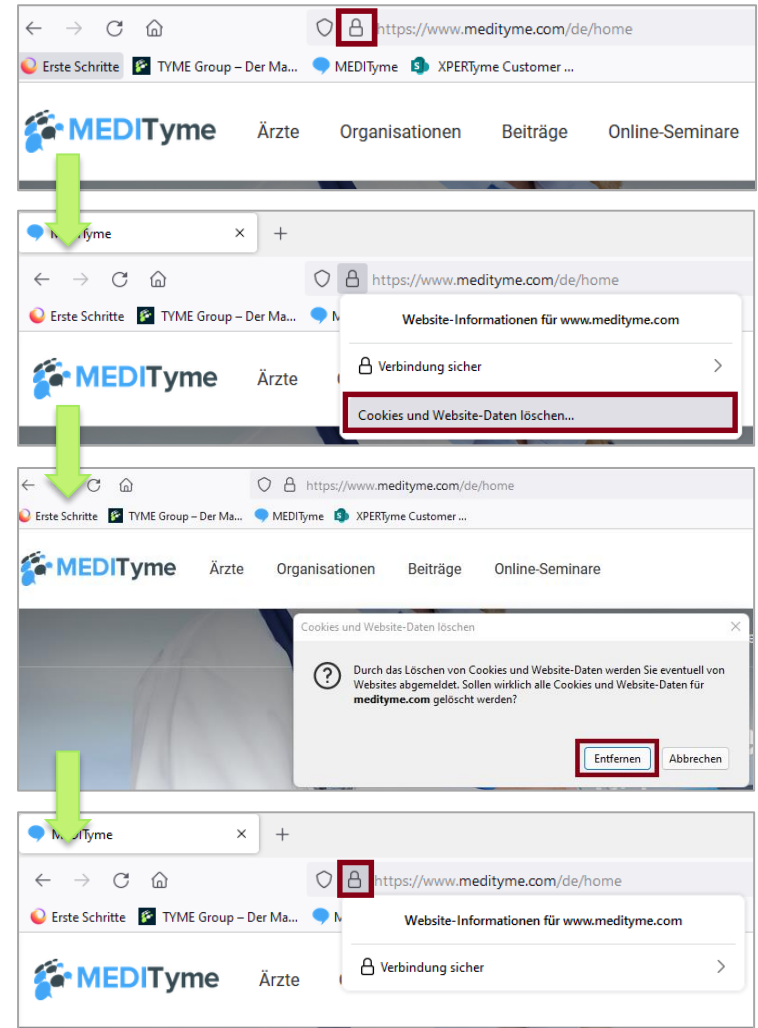 https://www.medityme.com/de/home
Erste Schritte TYME Group – Der Ma... MEDITyme XPERTyme Customer ...
MEDITyme Ärzte Organisationen Beiträge Online-Seminare
× +
https://www.medityme.com/de/home
Erste Schritte TYME Group – Der Ma...
Website-Informationen für www.medityme.com
Verbindung sicher
MEDITyme Ärzte
Cookies und Website-Daten löschen...
https://www.medityme.com/de/home
Erste Schritte TYME Group – Der Ma... MEDITyme XPERTyme Customer ...
MEDITyme Ärzte Organisationen Beiträge Online-Seminare
Cookies und Website-Daten löschen
Durch das Löschen von Cookies und Website-Daten werden Sie eventuell von
Websites abgemeldet. Sollen wirklich alle Cookies und Website-Daten für
medityme.com gelöscht werden?
Entfernen Abbrechen
× +
https://www.medityme.com/de/home
Erste Schritte TYME Group – Der Ma...
Website-Informationen für www.medityme.com
Verbindung sicher
MEDITyme Ärzte